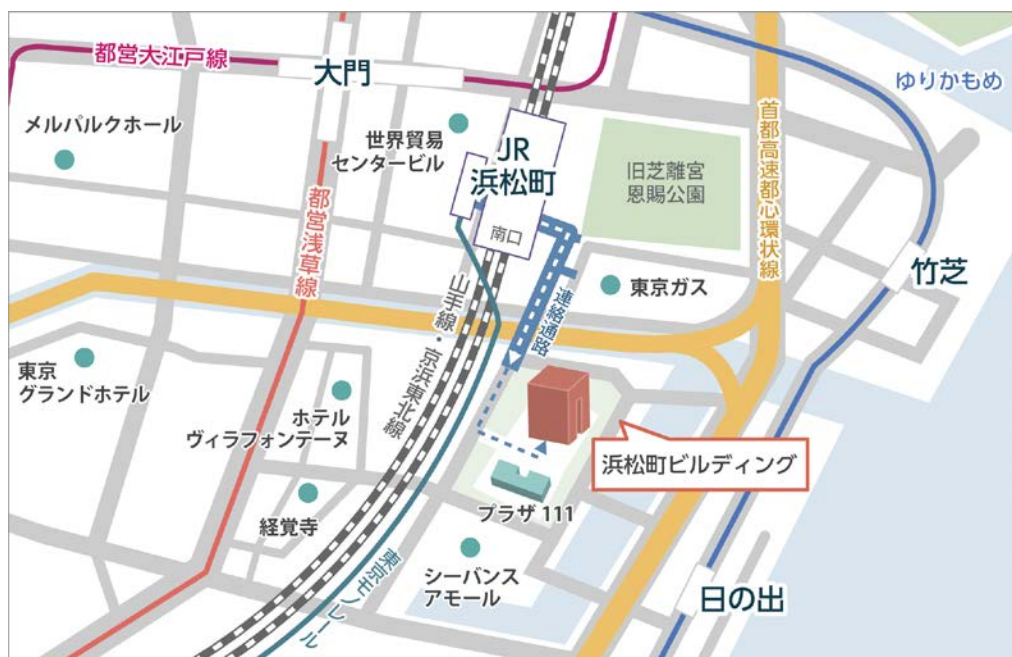 都営大江戸線
大門
ゆりかもめ
メルパルクホール
世界貿易
センタービル
JR
浜松町
旧芝離宮
恩賜公園
首都高速都心環状線
都営浅草線
南口
竹芝
東京ガス
連絡通路
山手線・京浜東北線
東京
グランドホテル
ホテル
ヴィラフォンテーヌ
浜松町ビルディング
経覚寺
プラザ 111
シーバンス
アモール
東京モノレール
日の出